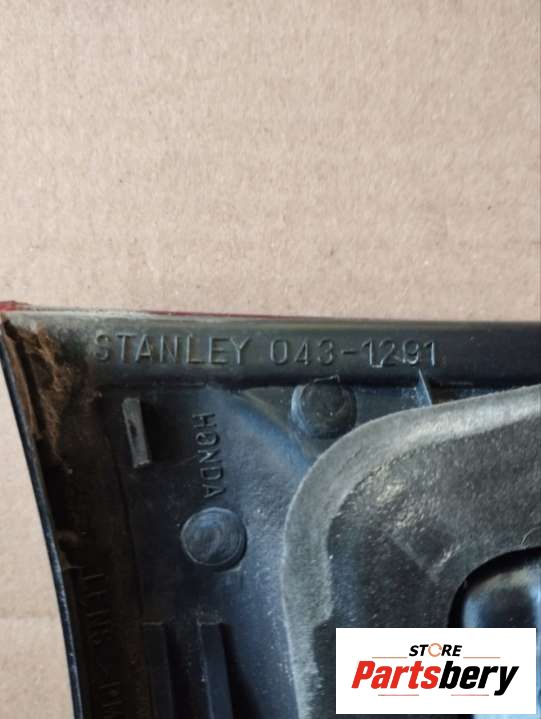 STANLEY 043-1291
HONDA
STORE
Partsbery